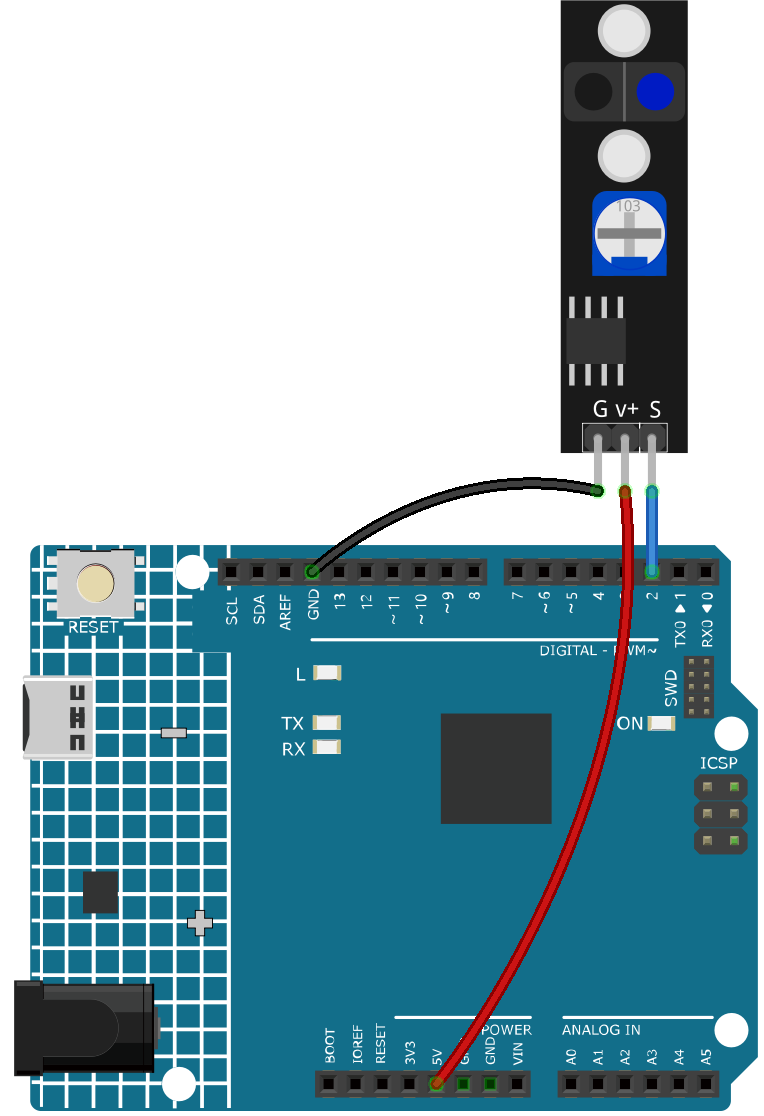 103
G v+ S
RESET
SCL
SDA
AREF
GND
13
12
~11
~10
~9
8
7
~6
~5
4
2
TX0 ▶ 1
RX0 ◀ 0
DIGITAL - PWM~
L
TX
RX
ON
SWD
ICSP
BOOT
IOREF
RESET
3V3
5V
GND
VIN
POWER
ANALOG IN
A0
A1
A2
A3
A4
A5